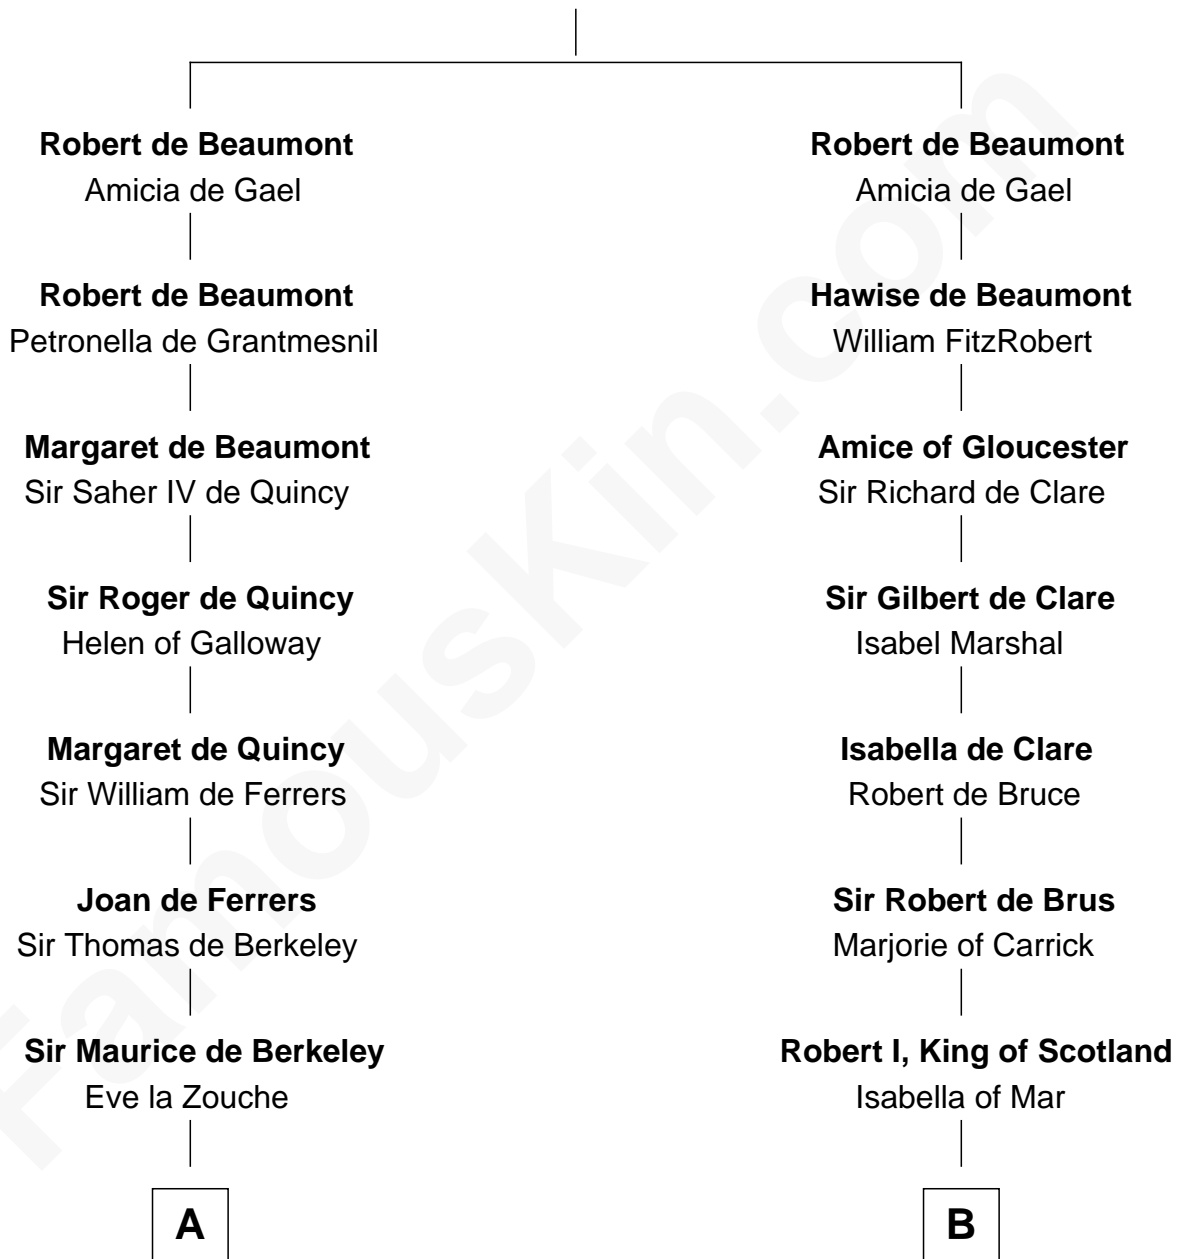 Robert de Beaumont
Amicia de Gael
Robert de Beaumont
Petronella de Grantmesnil
Margaret de Beaumont
Sir Saher IV de Quincy
Sir Roger de Quincy
Helen of Galloway
Margaret de Quincy
Sir William de Ferrers
Joan de Ferrers
Sir Thomas de Berkeley
Sir Maurice de Berkeley
Eve la Zouche
A
Robert de Beaumont
Amicia de Gael
Hawise de Beaumont
William FitzRobert
Amice of Gloucester
Sir Richard de Clare
Sir Gilbert de Clare
Isabel Marshal
Isabella de Clare
Robert de Bruce
Sir Robert de Brus
Marjorie of Carrick
Robert I, King of Scotland
Isabella of Mar
B
FamousKin.com